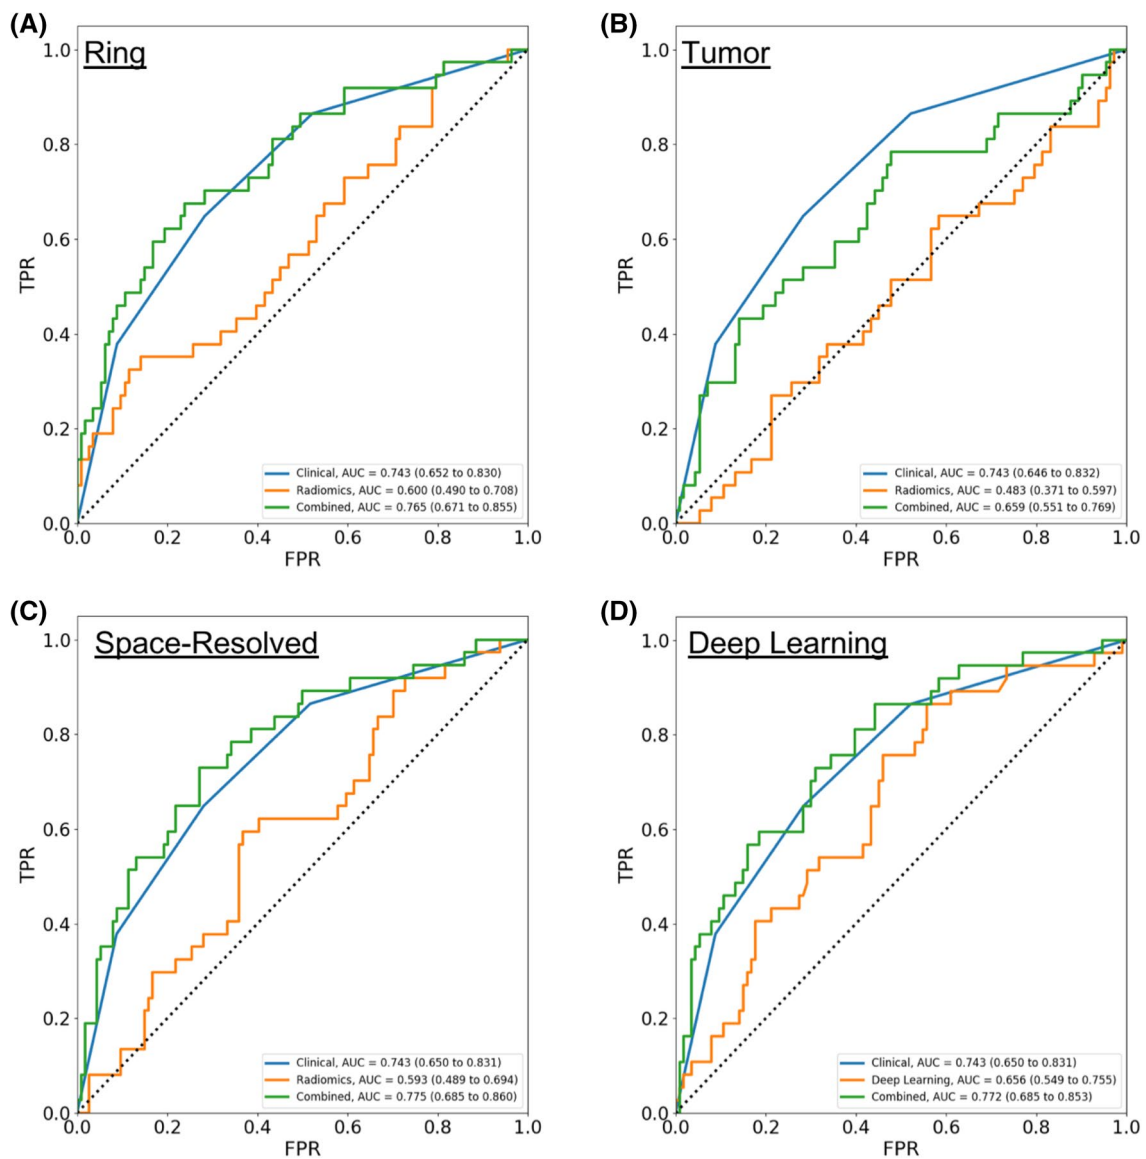 (A)
Ring
1.0
0.8
0.6
0.4
0.2
0.0
TPR
0.0 0.2 0.4 0.6 0.8 1.0
FPR
Clinical, AUC = 0.743 (0.652 to 0.830)
Radiomics, AUC = 0.600 (0.490 to 0.708)
Combined, AUC = 0.765 (0.671 to 0.855)
(B)
Tumor
1.0
0.8
0.6
0.4
0.2
0.0
TPR
0.0 0.2 0.4 0.6 0.8 1.0
FPR
Clinical, AUC = 0.743 (0.646 to 0.832)
Radiomics, AUC = 0.483 (0.371 to 0.597)
Combined, AUC = 0.659 (0.551 to 0.769)
(C)
Space-Resolved
1.0
0.8
0.6
0.4
0.2
0.0
TPR
0.0 0.2 0.4 0.6 0.8 1.0
FPR
Clinical, AUC = 0.743 (0.650 to 0.831)
Radiomics, AUC = 0.593 (0.489 to 0.694)
Combined, AUC = 0.775 (0.685 to 0.860)
(D)
Deep Learning
1.0
0.8
0.6
0.4
0.2
0.0
TPR
0.0 0.2 0.4 0.6 0.8 1.0
FPR
Clinical, AUC = 0.743 (0.650 to 0.831)
Deep Learning, AUC = 0.656 (0.549 to 0.755)
Combined, AUC = 0.772 (0.685 to 0.853)